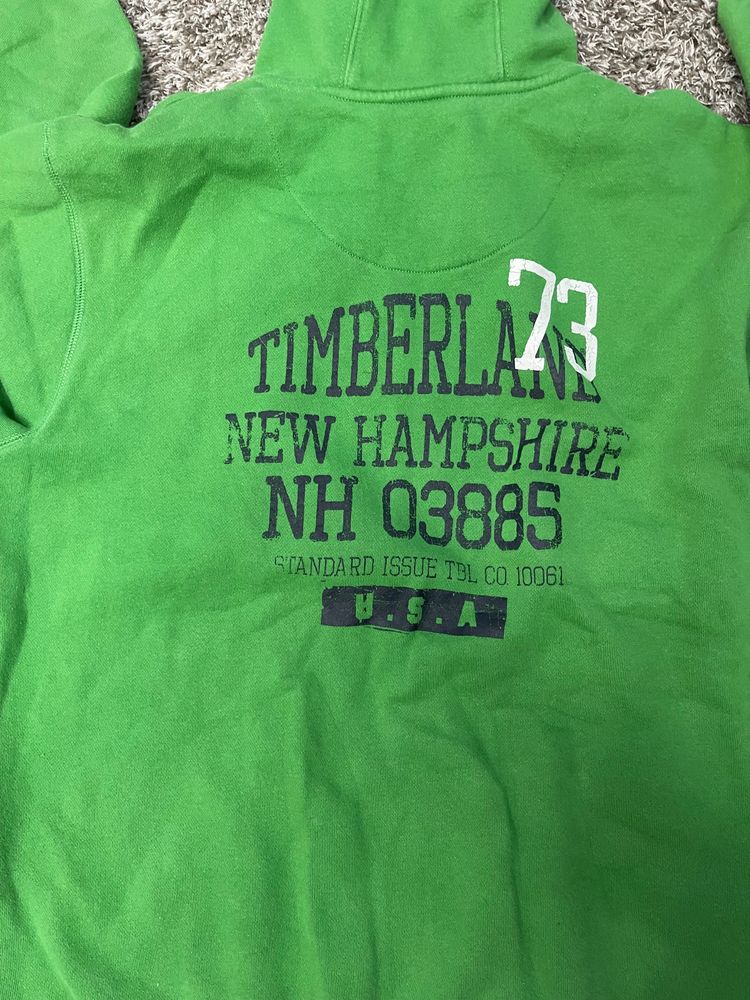 73
TIMBERLAND
NEW HAMPSHIRE
NH 03885
STANDARD ISSUE TBL CO 10061
U.S.A